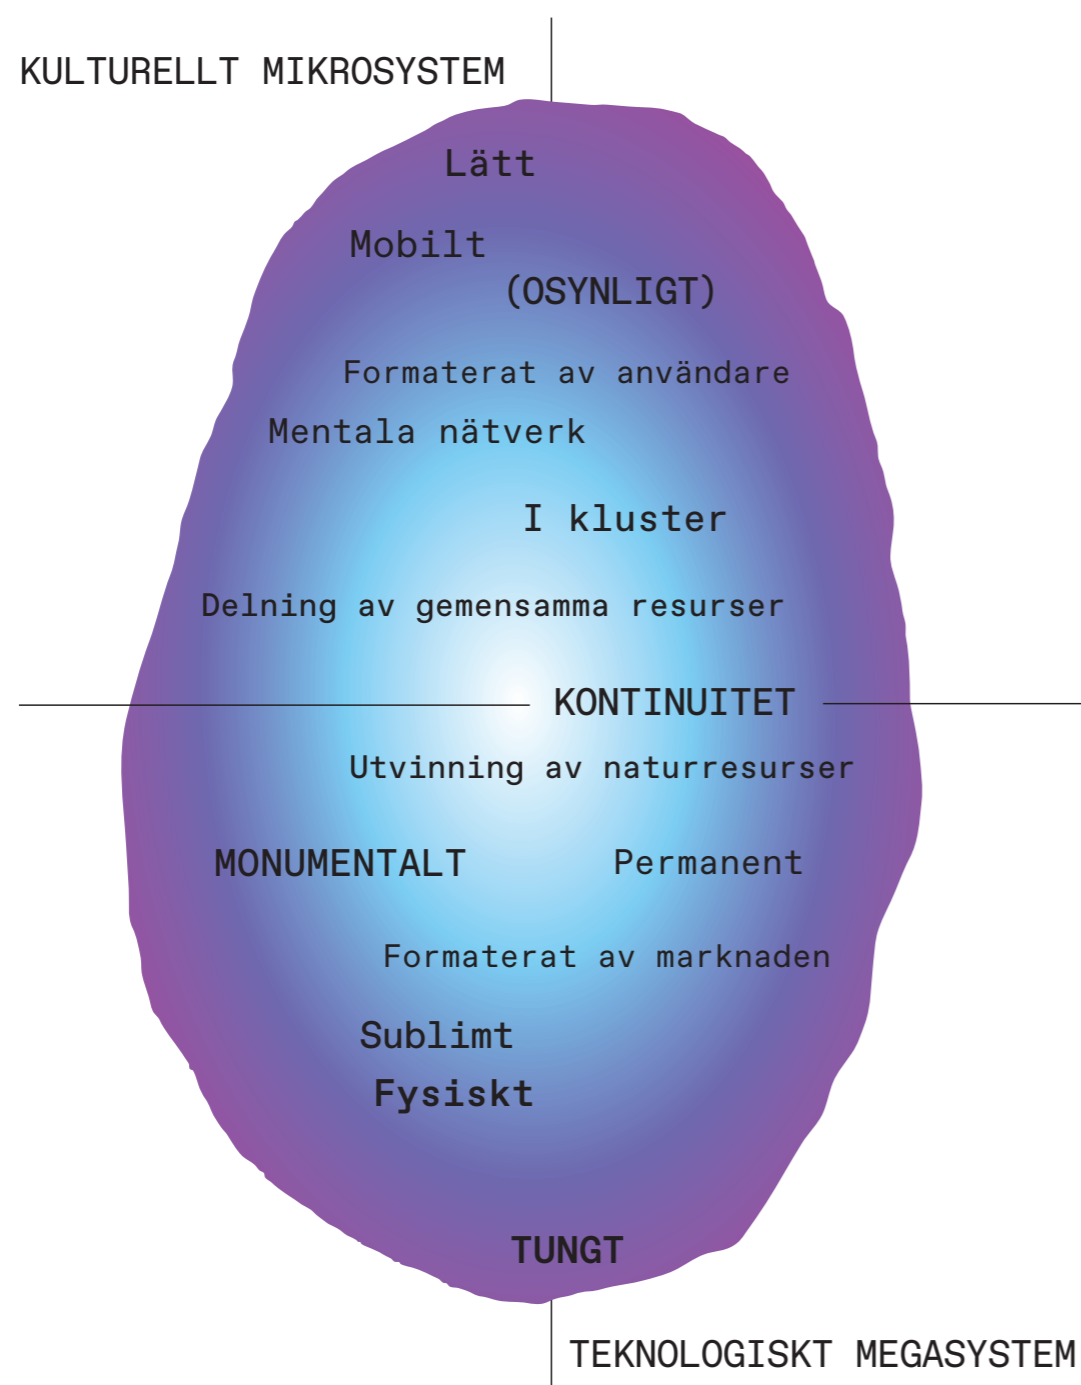 KULTURELLT MIKROSYSTEM
Lätt
Mobilt
(OSYNLIGT)
Formaterat av användare
Mentala nätverk
I kluster
Delning av gemensamma resurser
KONTINUITET
Utvinning av naturresurser
MONUMENTALT Permanent
Formaterat av marknaden
Sublimt
Fysiskt
TUNGT
TEKNOLOGISKT MEGASYSTEM